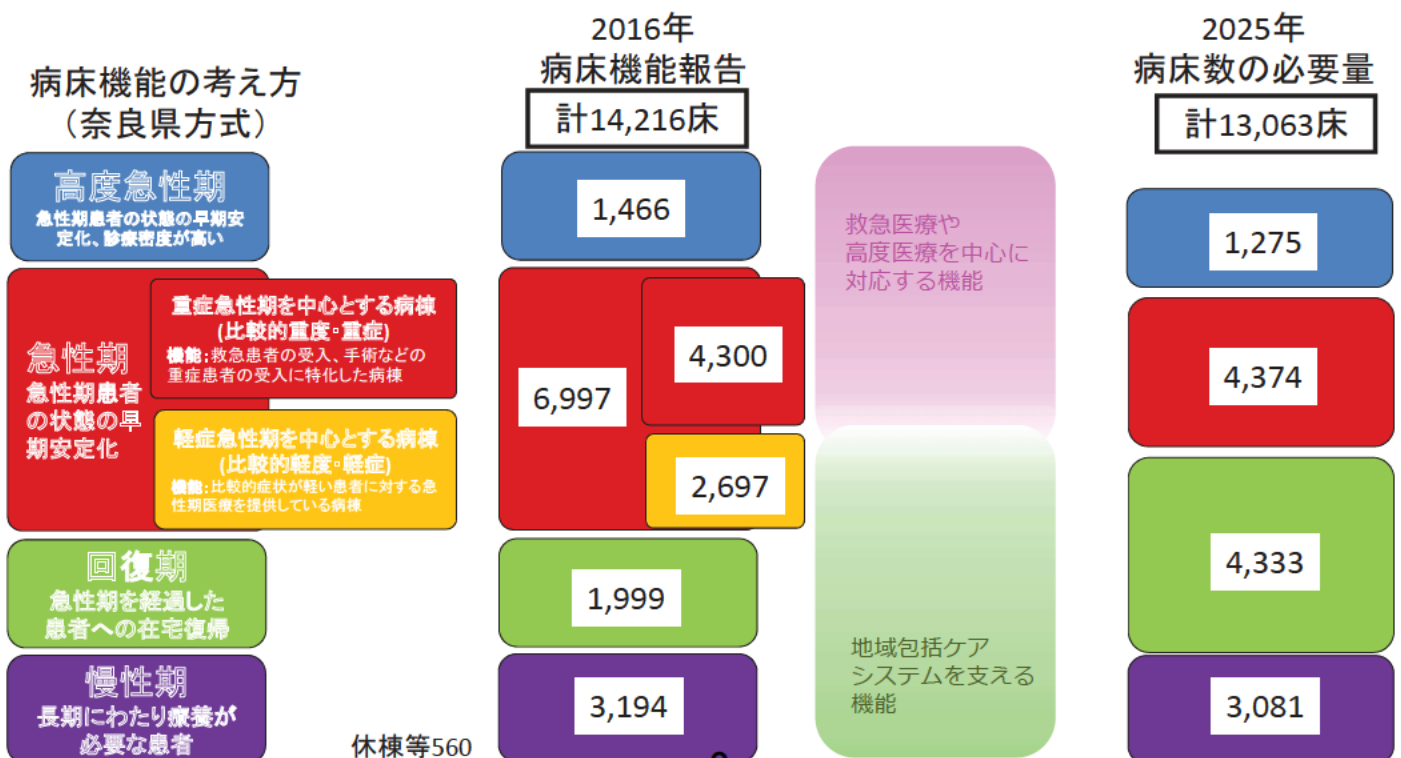 病床機能の考え方
（奈良県方式）
2016年
病床機能報告
計14,216床
2025年
病床数の必要量
計13,063床
高度急性期
急性期患者の状態の早期安
定化、診療密度が高い
急性期
急性期患者
の状態の早
期安定化
重症急性期を中心とする病棟
(比較的重度・重症)
機能：救急患者の受入、手術などの
重症患者の受入に特化した病棟
軽症急性期を中心とする病棟
(比較的軽度・軽症)
機能：比較的症状が軽い患者に対する急
性期医療を提供している病棟
回復期
急性期を経過した
患者への在宅復帰
慢性期
長期にわたり療養が
必要な患者
休棟等560
1,466
6,997
4,300
2,697
1,999
3,194
救急医療や
高度医療を中心に
対応する機能
地域包括ケア
システムを支える
機能
1,275
4,374
4,333
3,081